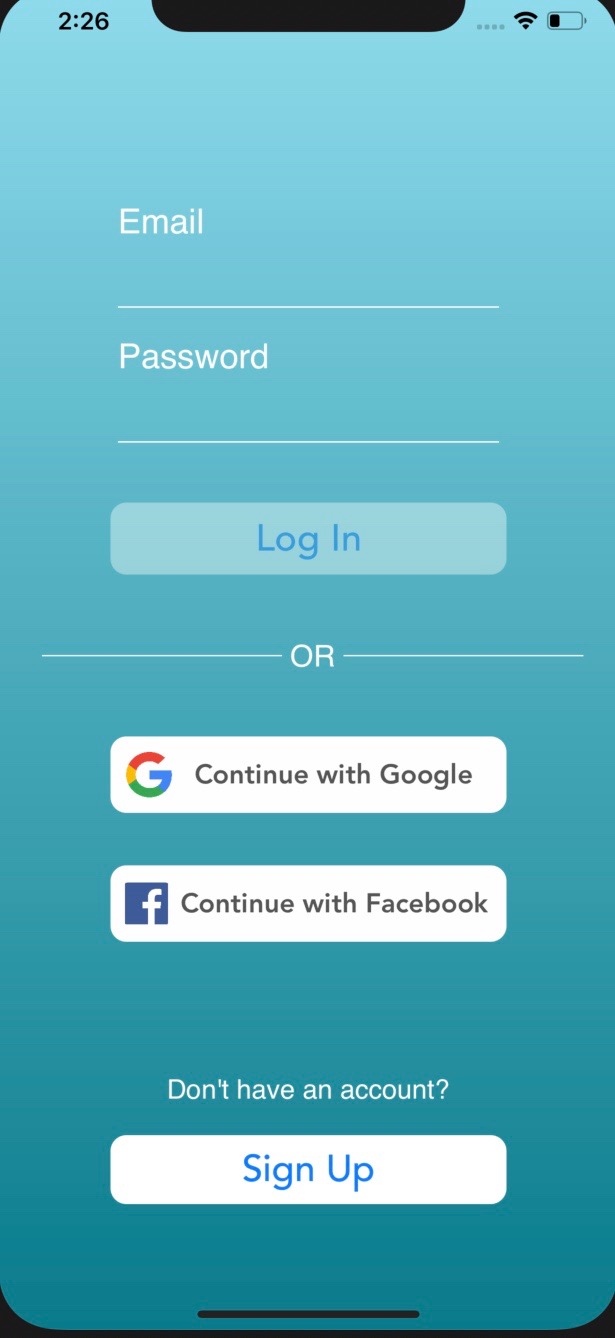 2:26
Email
Password
Log In
OR
Continue with Google
Continue with Facebook
Don't have an account?
Sign Up